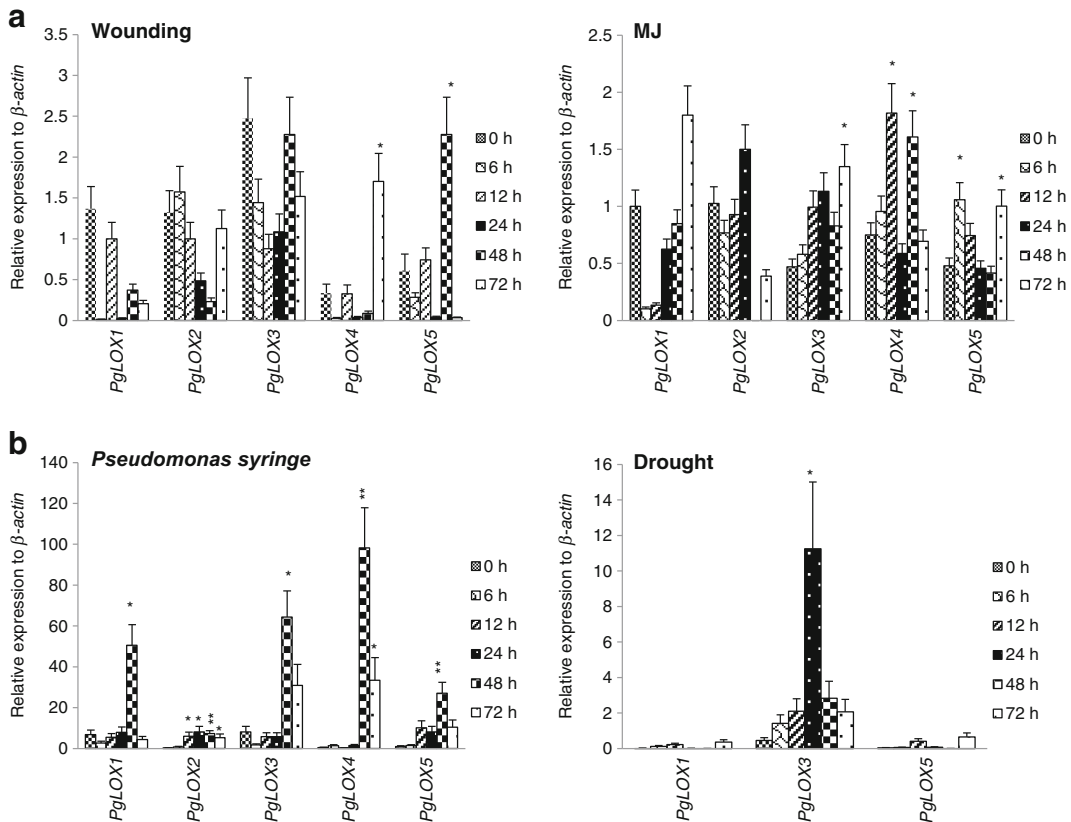 a
Wounding
Relative expression to β-actin
4
3.5
3
2.5
2
1.5
1
0.5
0
* *
PgLOX1 PgLOX2 PgLOX3 PgLOX4 PgLOX5
0 h
6 h
12 h
24 h
48 h
72 h
MJ
Relative expression to β-actin
2.5
2
1.5
1
0.5
0
* * * * *
PgLOX1 PgLOX2 PgLOX3 PgLOX4 PgLOX5
0 h
6 h
12 h
24 h
48 h
72 h
b
Pseudomonas syringe
Relative expression to β-actin
140
120
100
80
60
40
20
0
* * * ** * * ** * **
PgLOX1 PgLOX2 PgLOX3 PgLOX4 PgLOX5
0 h
6 h
12 h
24 h
48 h
72 h
Drought
Relative expression to β-actin
16
14
12
10
8
6
4
2
0
*
PgLOX1 PgLOX3 PgLOX5
0 h
6 h
12 h
24 h
48 h
72 h